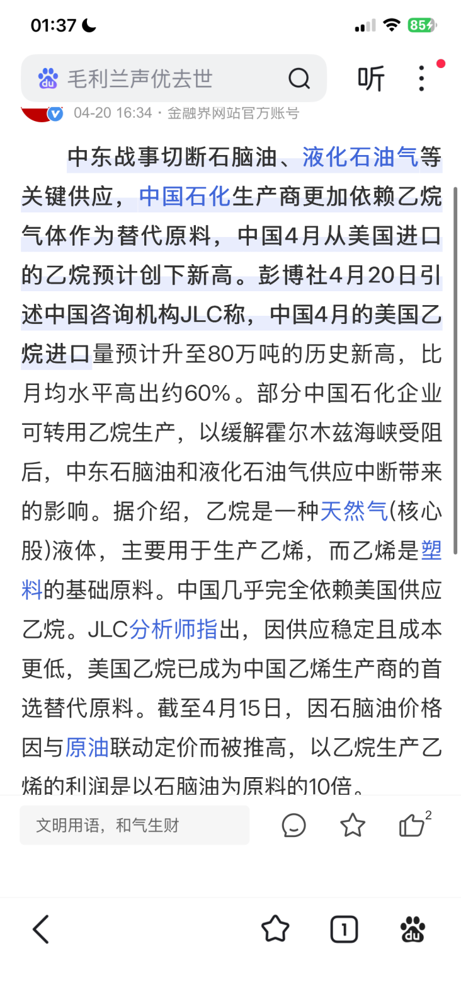 01:37
85
du 毛利兰声优去世
听
04-20 16:34 · 金融界网站官方账号
中东战事切断石脑油、液化石油气等
关键供应，中国石化生产商更加依赖乙烷
气体作为替代原料，中国4月从美国进口
的乙烷预计创下新高。彭博社4月20日引
述中国咨询机构JLC称，中国4月的美国乙
烷进口量预计升至80万吨的历史新高，比
月均水平高出约60%。部分中国石化企业
可转用乙烷生产，以缓解霍尔木兹海峡受阻
后，中东石脑油和液化石油气供应中断带来
的影响。据介绍，乙烷是一种天然气(核心
股)液体，主要用于生产乙烯，而乙烯是塑
料的基础原料。中国几乎完全依赖美国供应
乙烷。JLC分析师指出，因供应稳定且成本
更低，美国乙烷已成为中国乙烯生产商的首
选替代原料。截至4月15日，因石脑油价格
因与原油联动定价而被推高，以乙烷生产乙
烯的利润是以石脑油为原料的10倍。
文明用语，和气生财
2
1
du